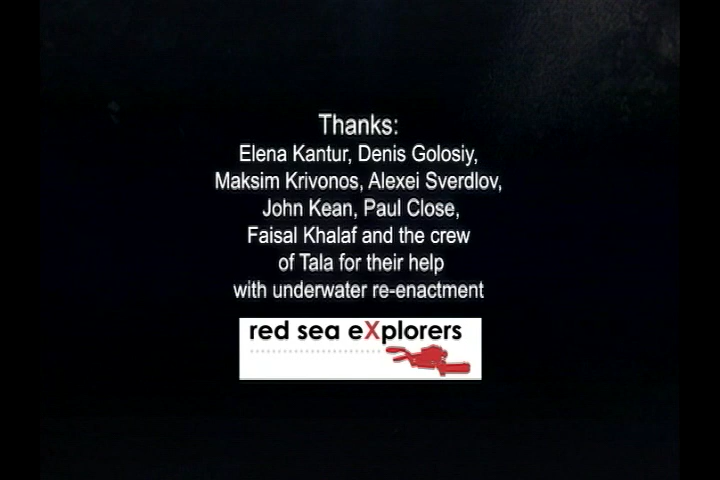 Thanks:
Elena Kantur, Denis Golosiy,
Maksim Krivonos, Alexei Sverdlov,
John Kean, Paul Close,
Faisal Khalaf and the crew
of Tala for their help
with underwater re-enactment
red sea eXplorers